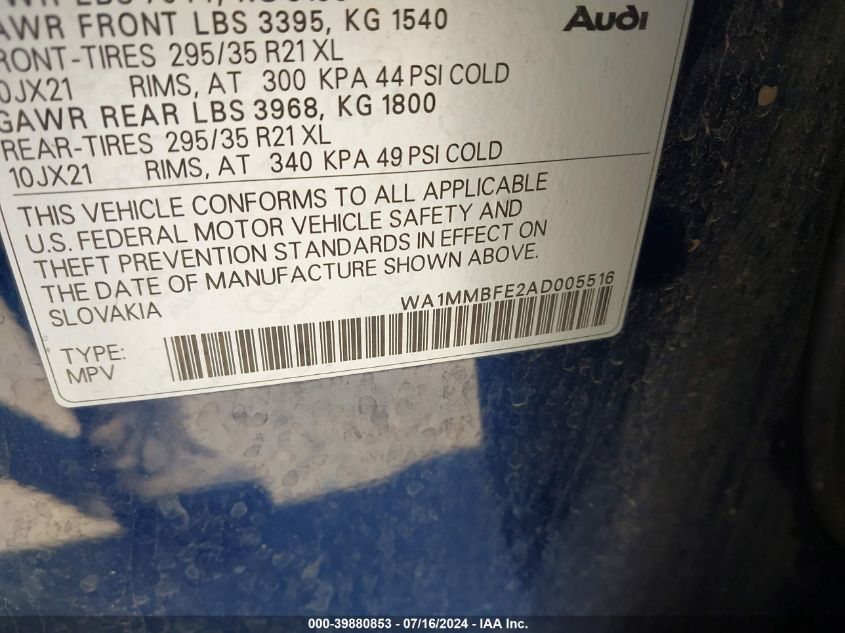 Audi
GAWR FRONT LBS 3395, KG 1540
FRONT-TIRES 295/35 R21 XL
10JX21 RIMS, AT 300 KPA 44 PSI COLD
GAWR REAR LBS 3968, KG 1800
REAR-TIRES 295/35 R21 XL
10JX21 RIMS, AT 340 KPA 49 PSI COLD
THIS VEHICLE CONFORMS TO ALL APPLICABLE
U.S. FEDERAL MOTOR VEHICLE SAFETY AND
THEFT PREVENTION STANDARDS IN EFFECT ON
THE DATE OF MANUFACTURE SHOWN ABOVE.
SLOVAKIA
WA1MMBFE2AD005516
TYPE:
MPV
000-39880853 - 07/16/2024 - IAA Inc.